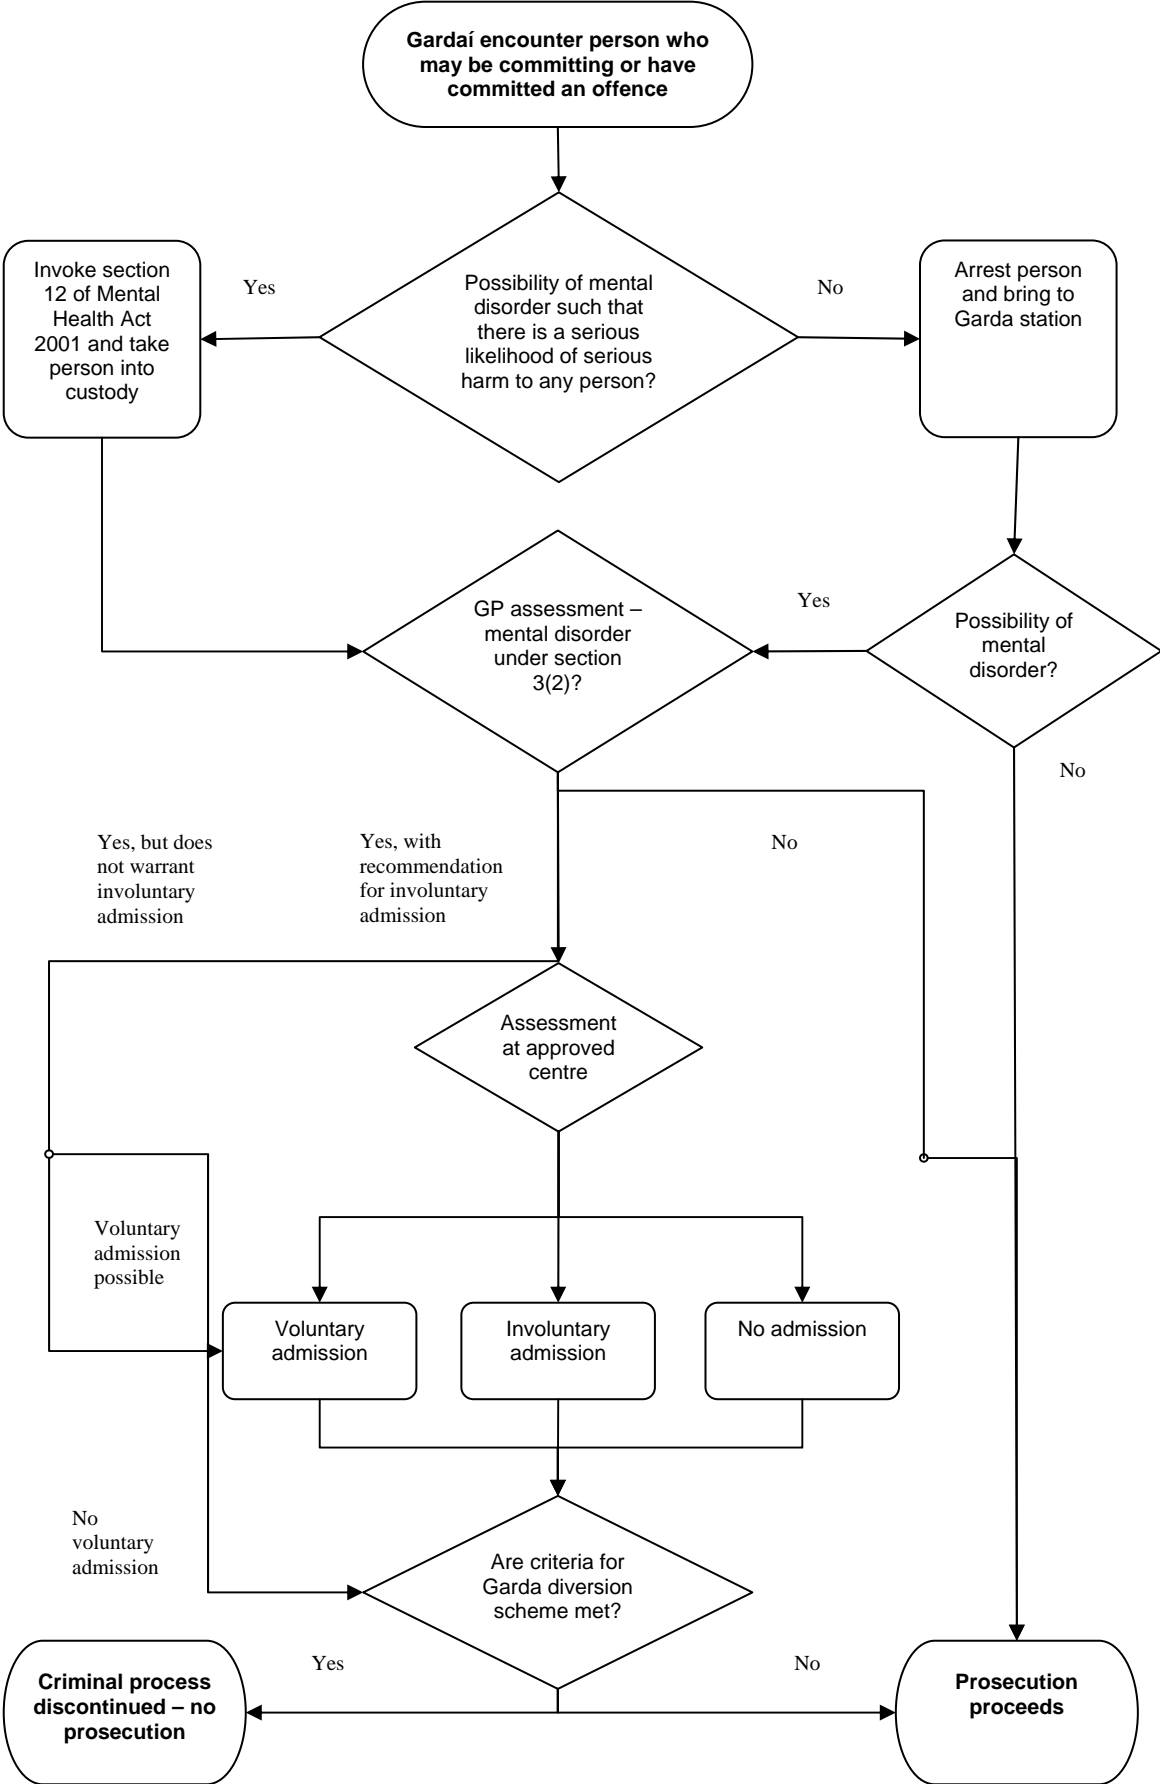 Gardaí encounter person who
may be committing or have
committed an offence
Invoke section
12 of Mental
Health Act
2001 and take
person into
custody
Yes
Possibility of mental
disorder such that
there is a serious
likelihood of serious
harm to any person?
No
Arrest person
and bring to
Garda station
GP assessment –
mental disorder
under section
3(2)?
Yes
Possibility of
mental
disorder?
No
Yes, but does
not warrant
involuntary
admission
Yes, with
recommendation
for involuntary
admission
No
Assessment
at approved
centre
Voluntary
admission
possible
Voluntary
admission
Involuntary
admission
No admission
No
voluntary
admission
Are criteria for
Garda diversion
scheme met?
Yes
No
Criminal process
discontinued – no
prosecution
Prosecution
proceeds